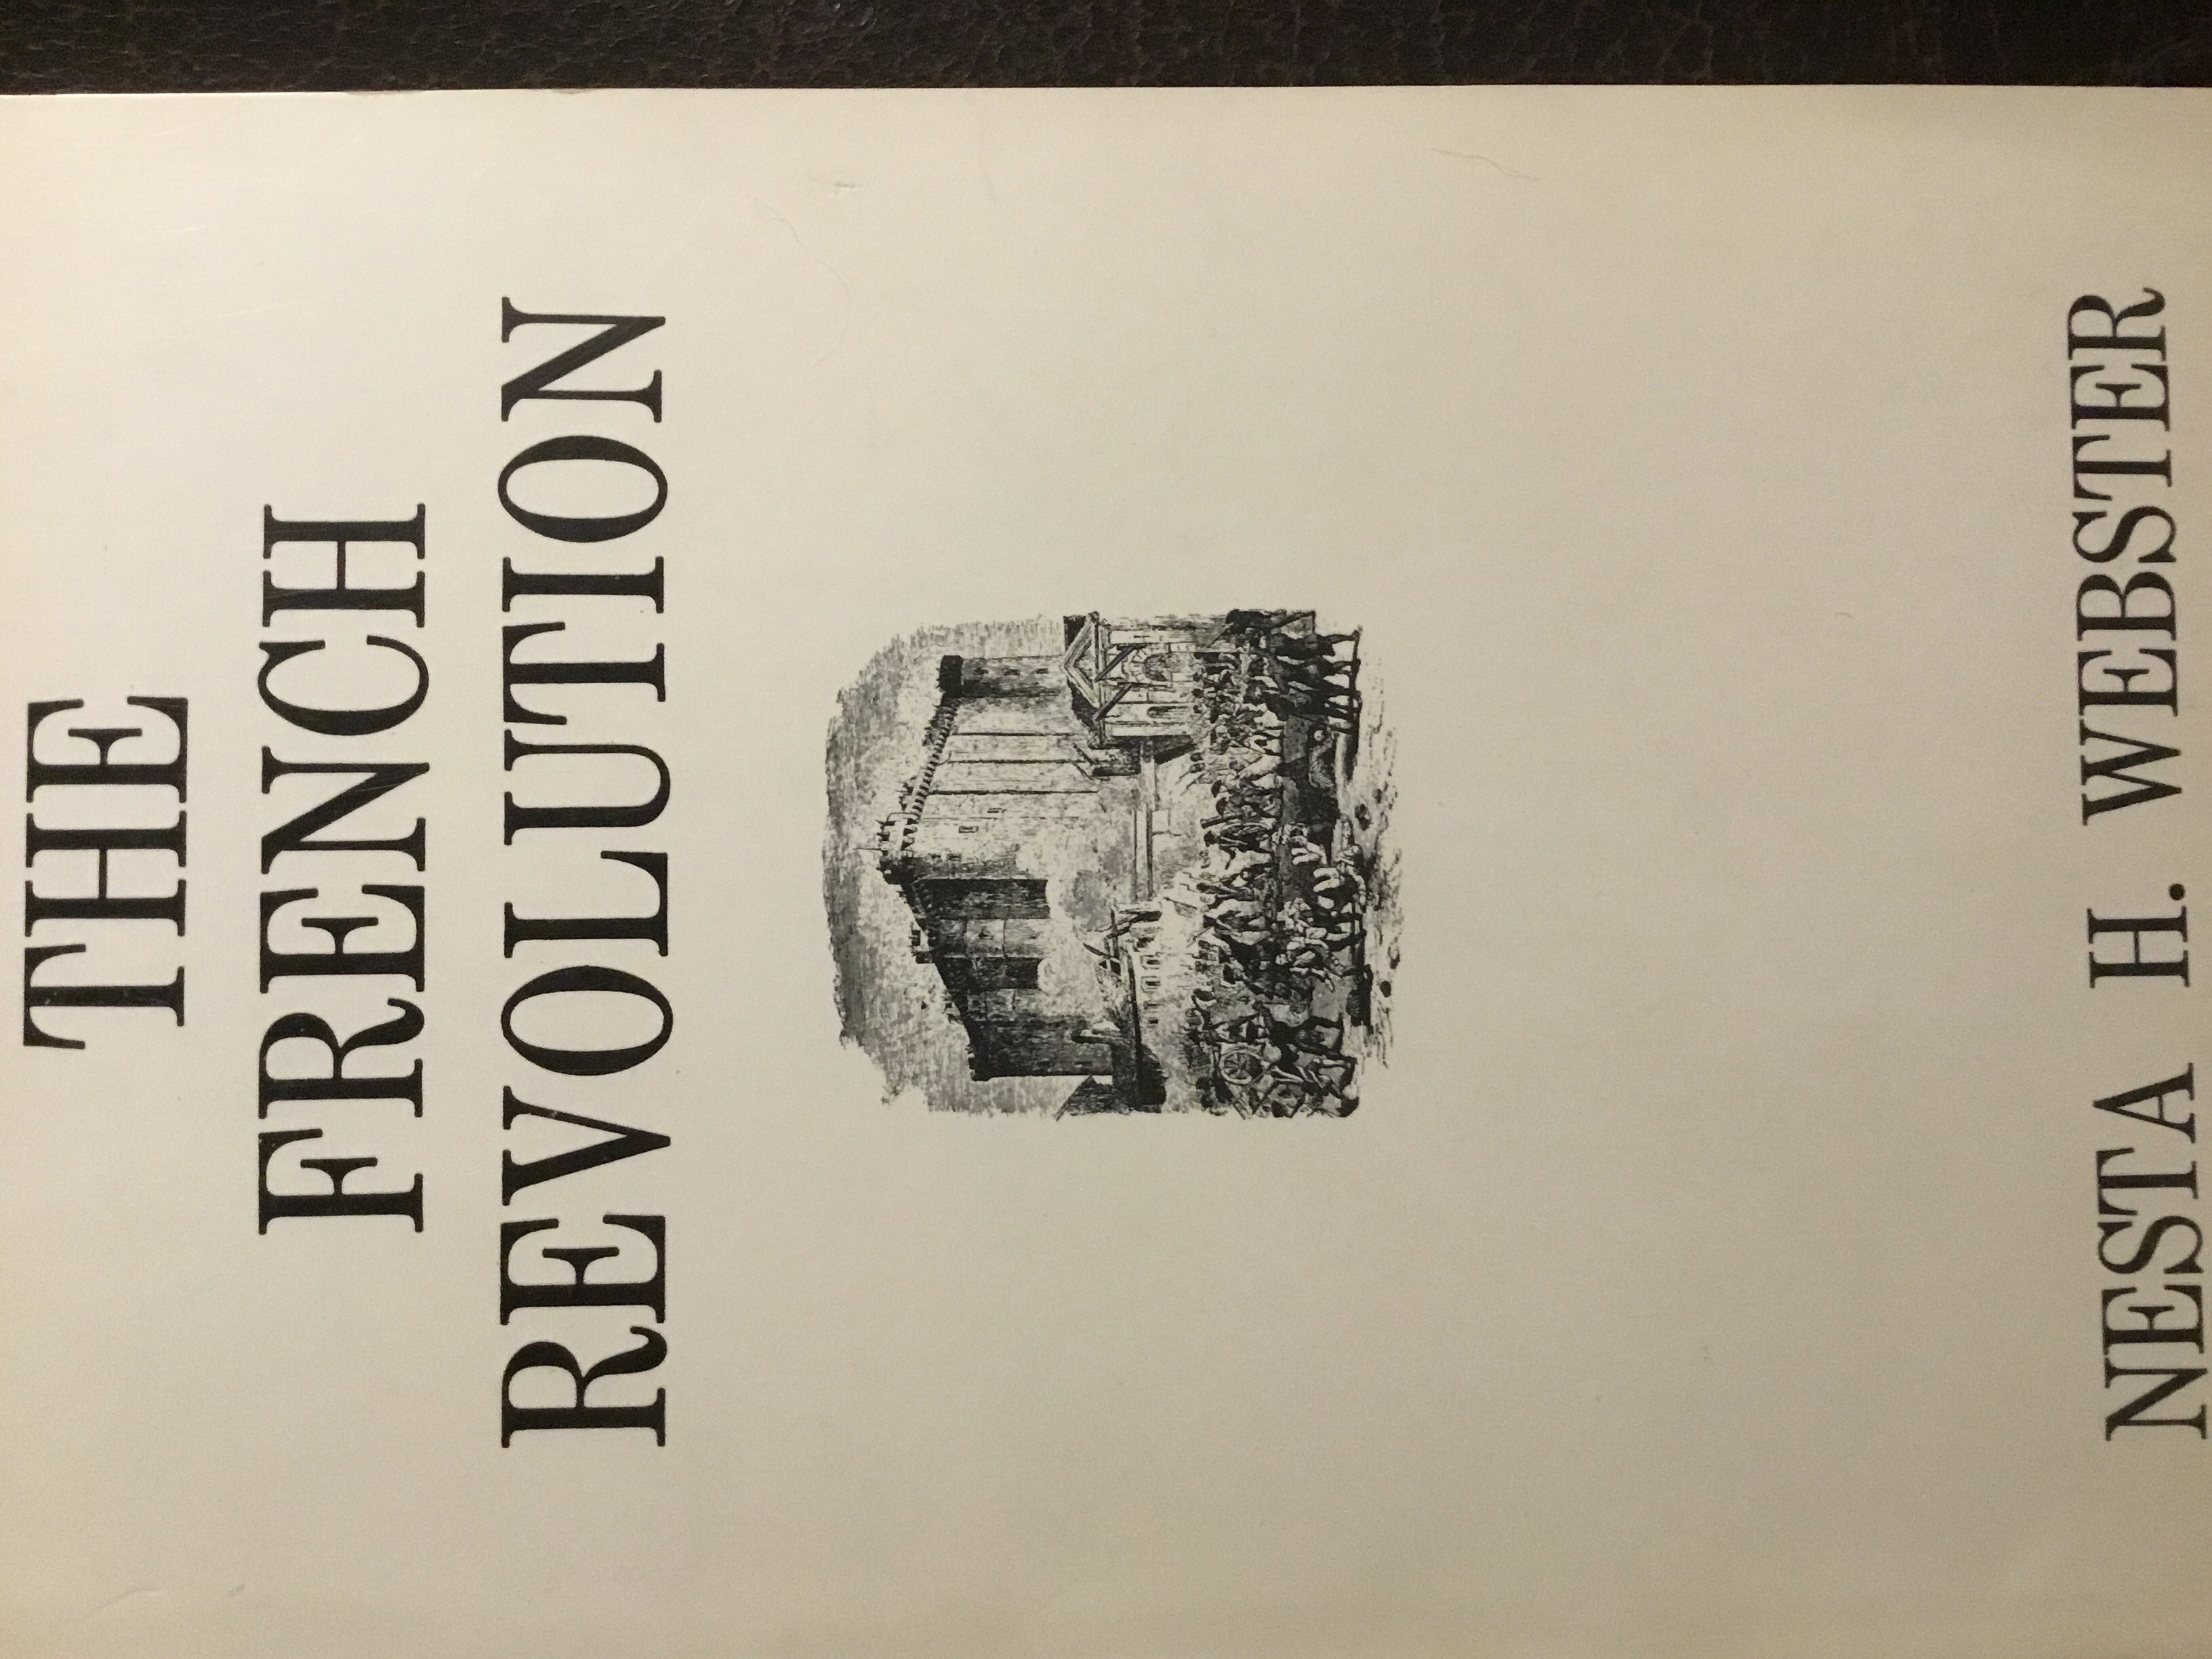 THE
FRENCH
REVOLUTION
NESTA H. WEBSTER